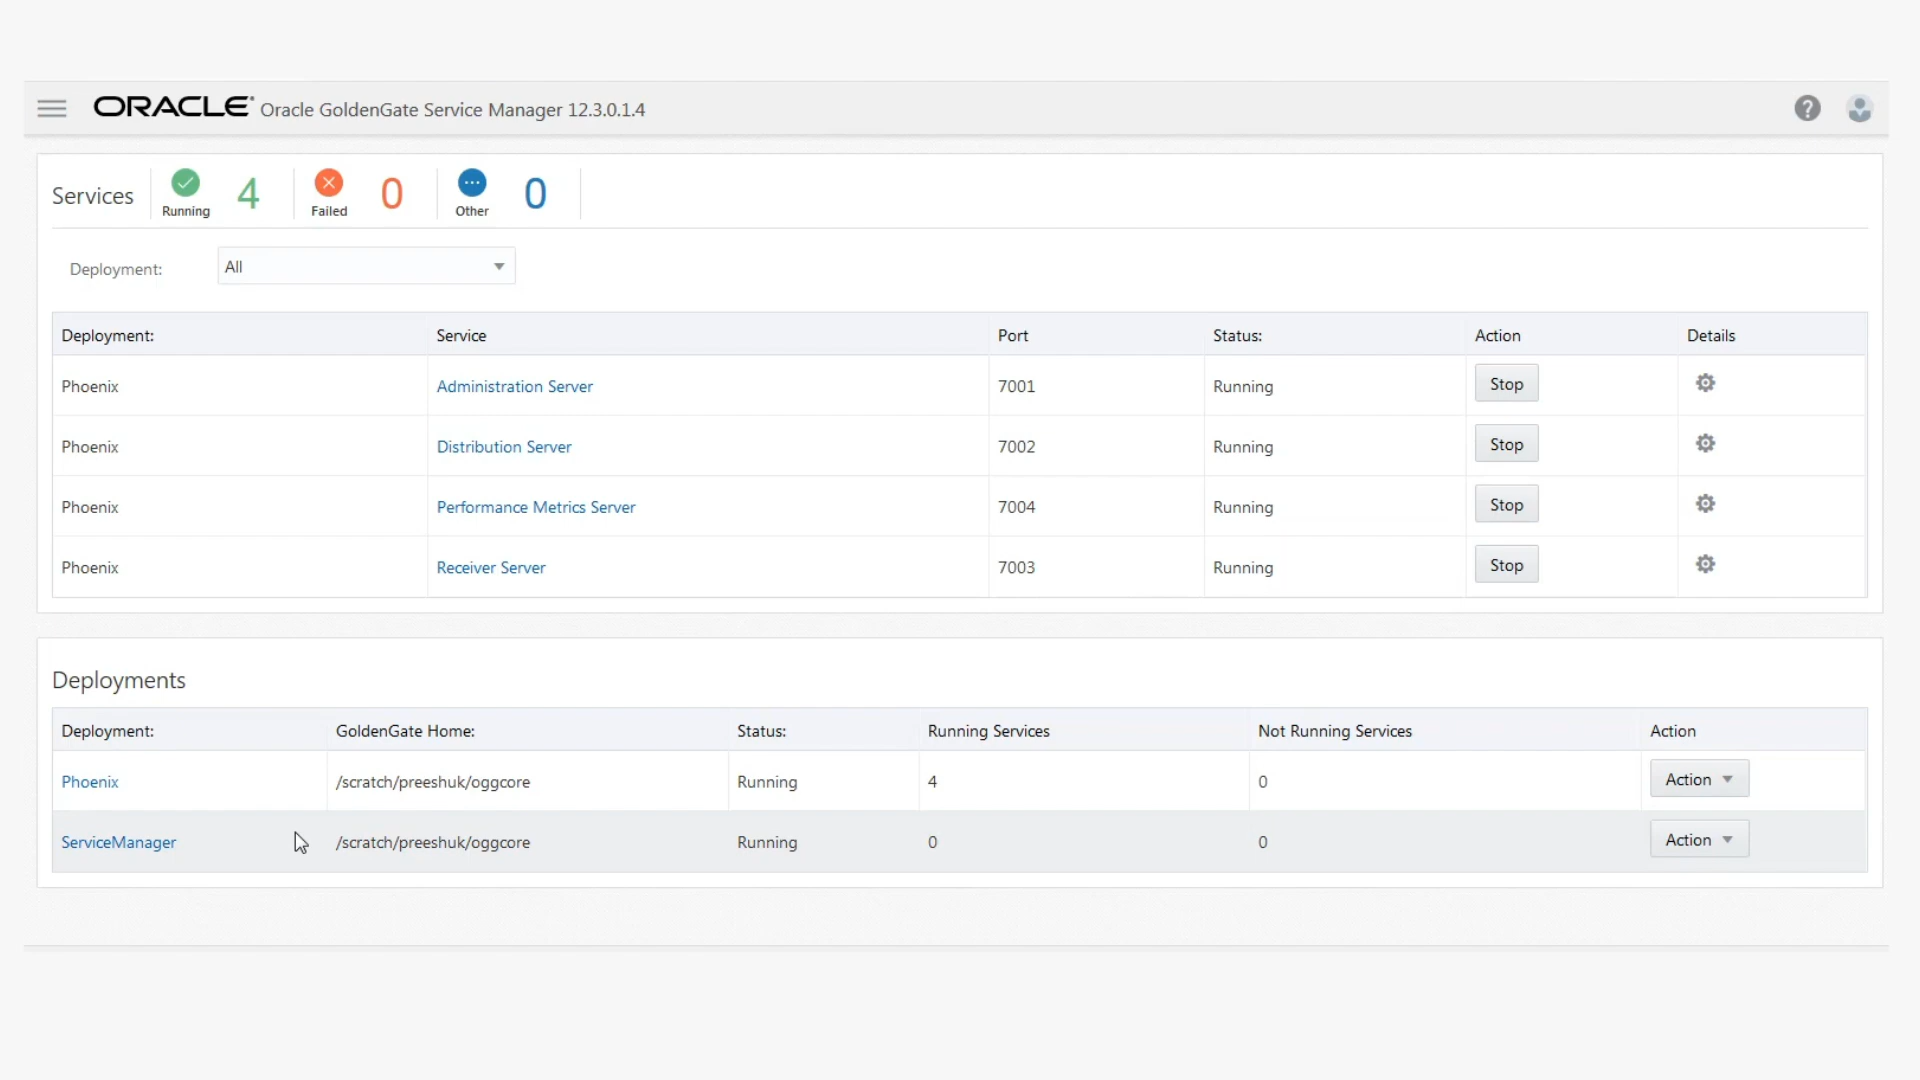 ORACLE Oracle GoldenGate Service Manager 12.3.0.1.4 ?
Services Running 4 Failed 0 Other 0
Deployment: All
Deployment: Service Port Status: Action Details
Phoenix Administration Server 7001 Running Stop
Phoenix Distribution Server 7002 Running Stop
Phoenix Performance Metrics Server 7004 Running Stop
Phoenix Receiver Server 7003 Running Stop
Deployments
Deployment: GoldenGate Home: Status: Running Services Not Running Services Action
Phoenix /scratch/preeshuk/oggcore Running 4 0 Action
ServiceManager /scratch/preeshuk/oggcore Running 0 0 Action